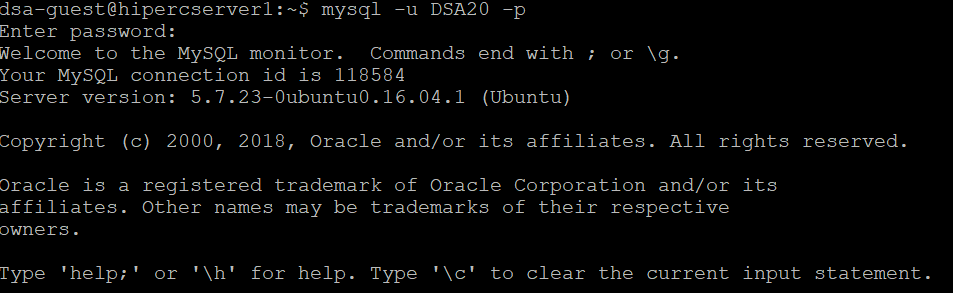 dsa-guest@hipercserver1:~$ mysql -u DSA20 -p
Enter password:
Welcome to the MySQL monitor.  Commands end with ; or \g.
Your MySQL connection id is 118584
Server version: 5.7.23-0ubuntu0.16.04.1 (Ubuntu)
Copyright (c) 2000, 2018, Oracle and/or its affiliates. All rights reserved.
Oracle is a registered trademark of Oracle Corporation and/or its
affiliates. Other names may be trademarks of their respective
owners.
Type 'help;' or '\h' for help. Type '\c' to clear the current input statement.